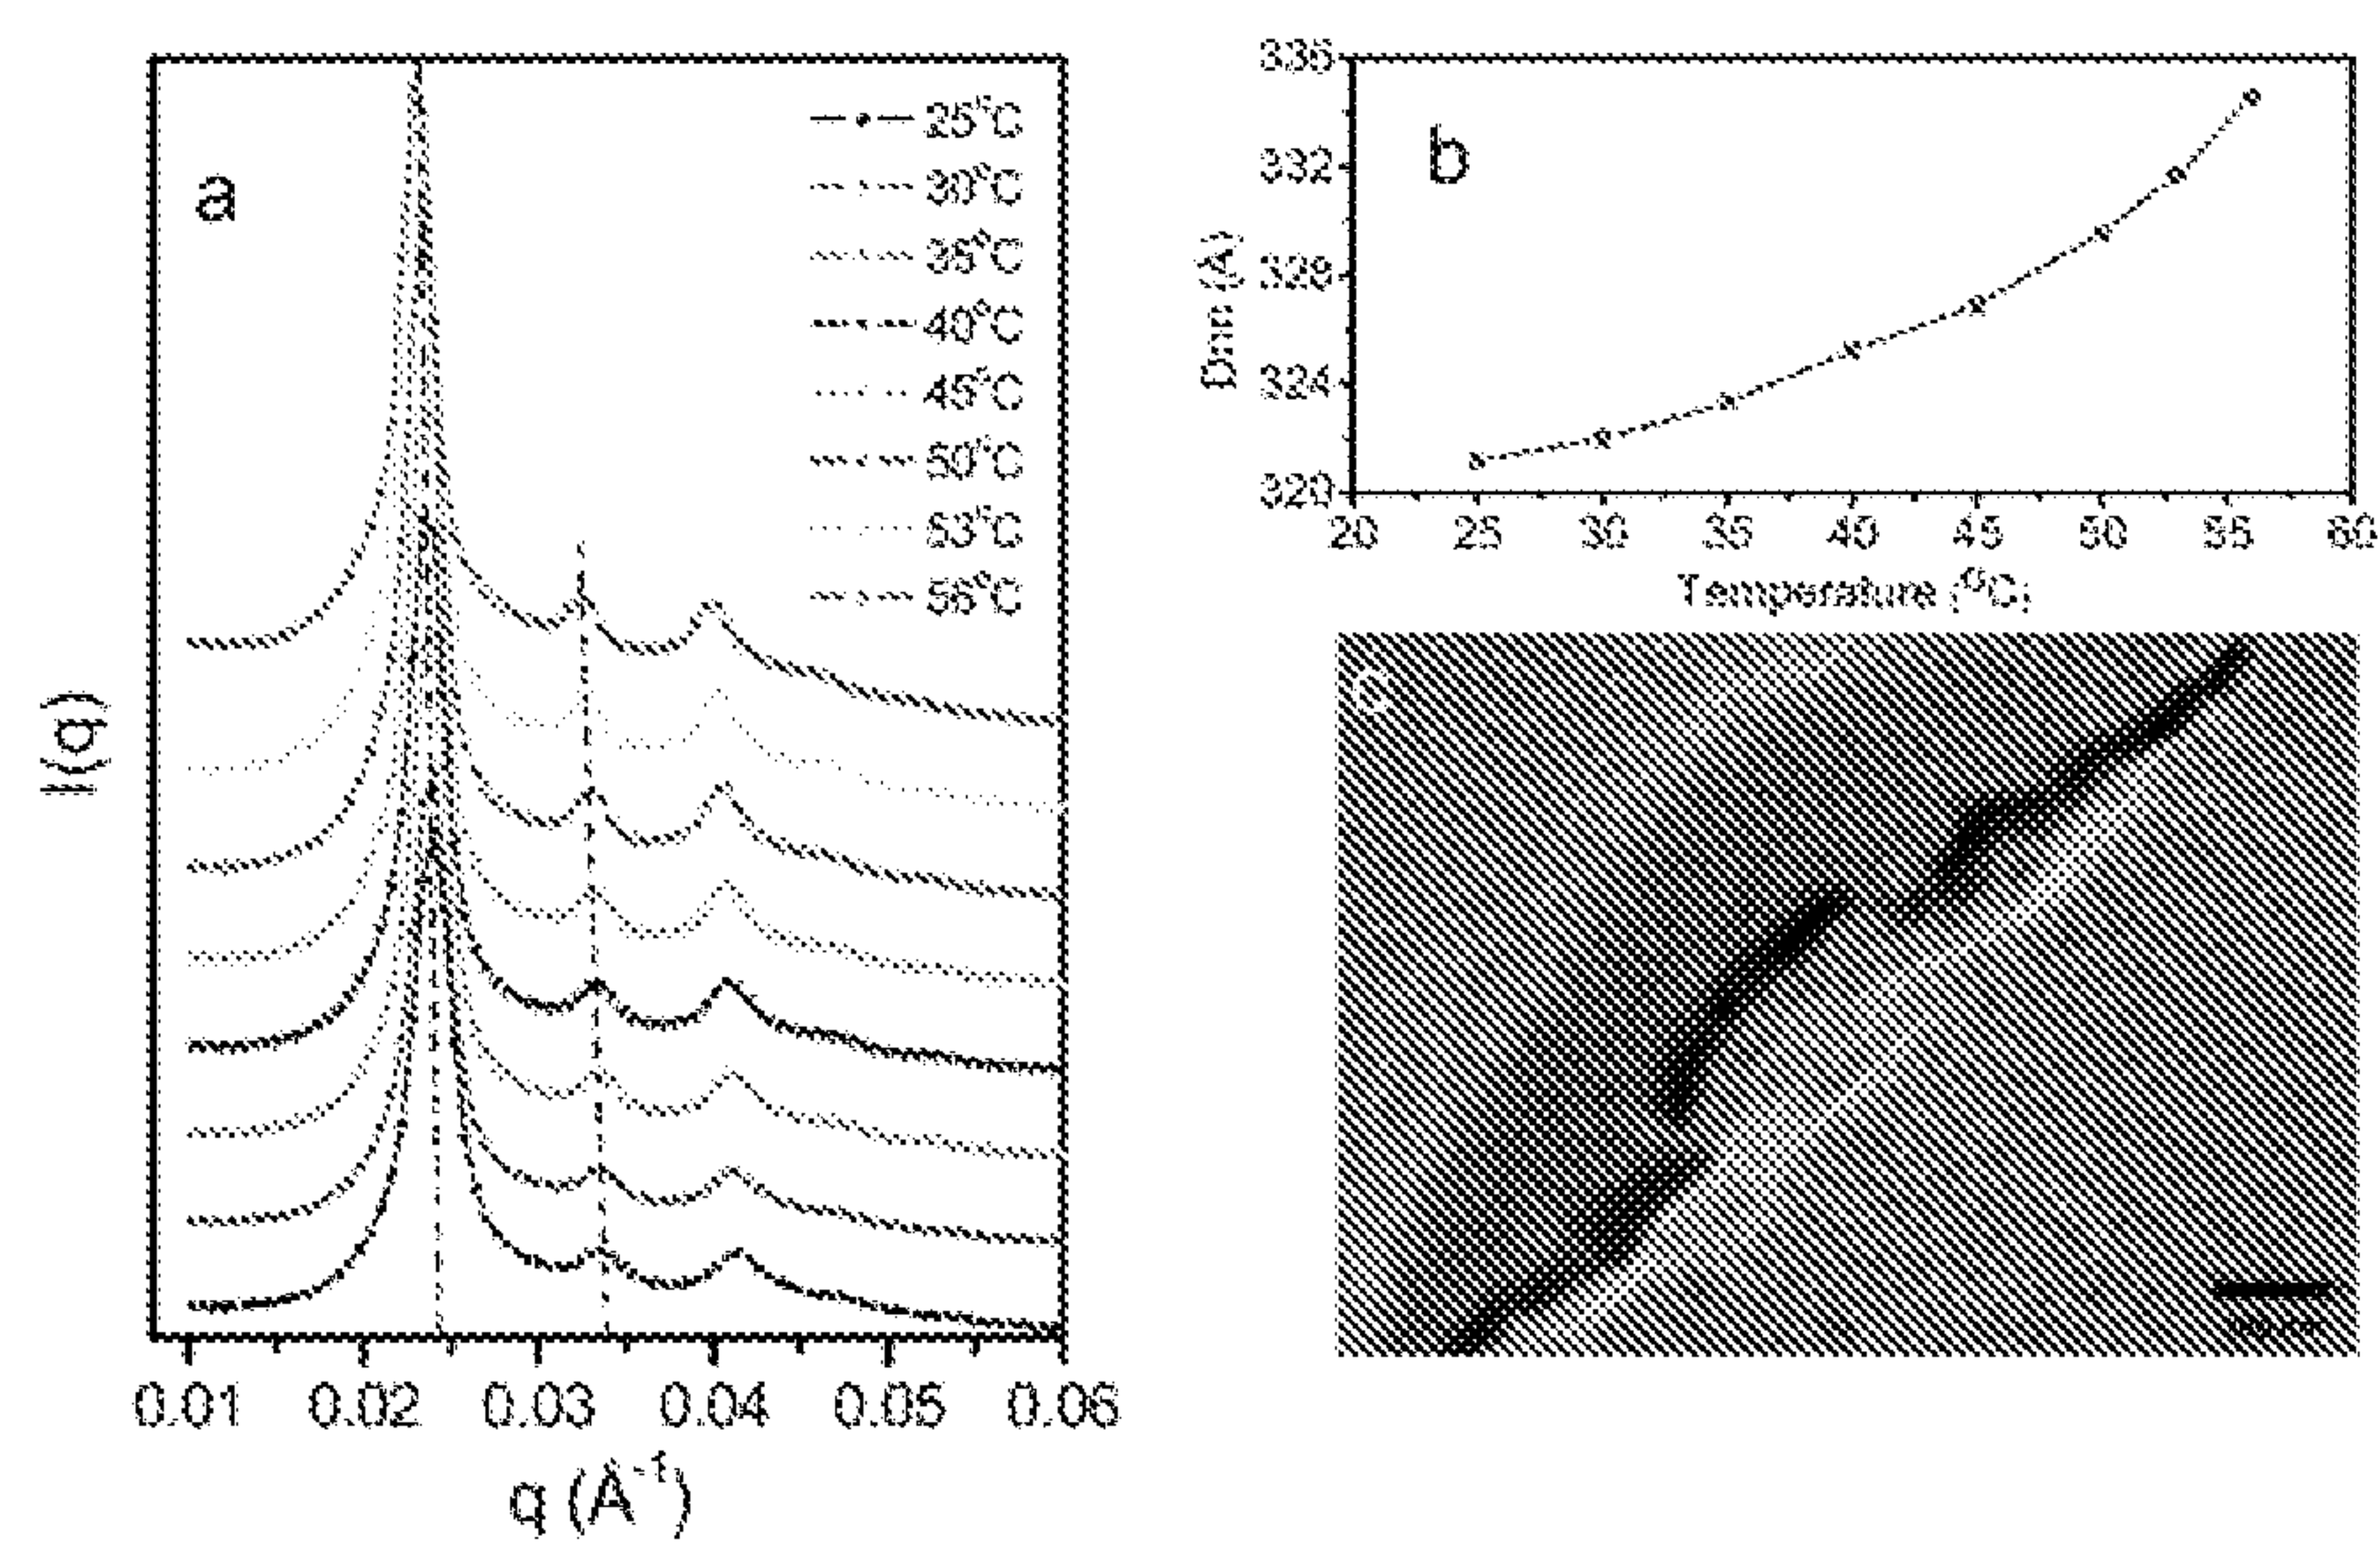 a
25°C
30°C
35°C
40°C
45°C
50°C
53°C
56°C
I(q)
0.01 0.02 0.03 0.04 0.05 0.06
q (Å⁻¹)
b
336
332
328
324
320
Dnn (Å)
20 25 30 35 40 45 50 55 60
Temperature (°C)
c